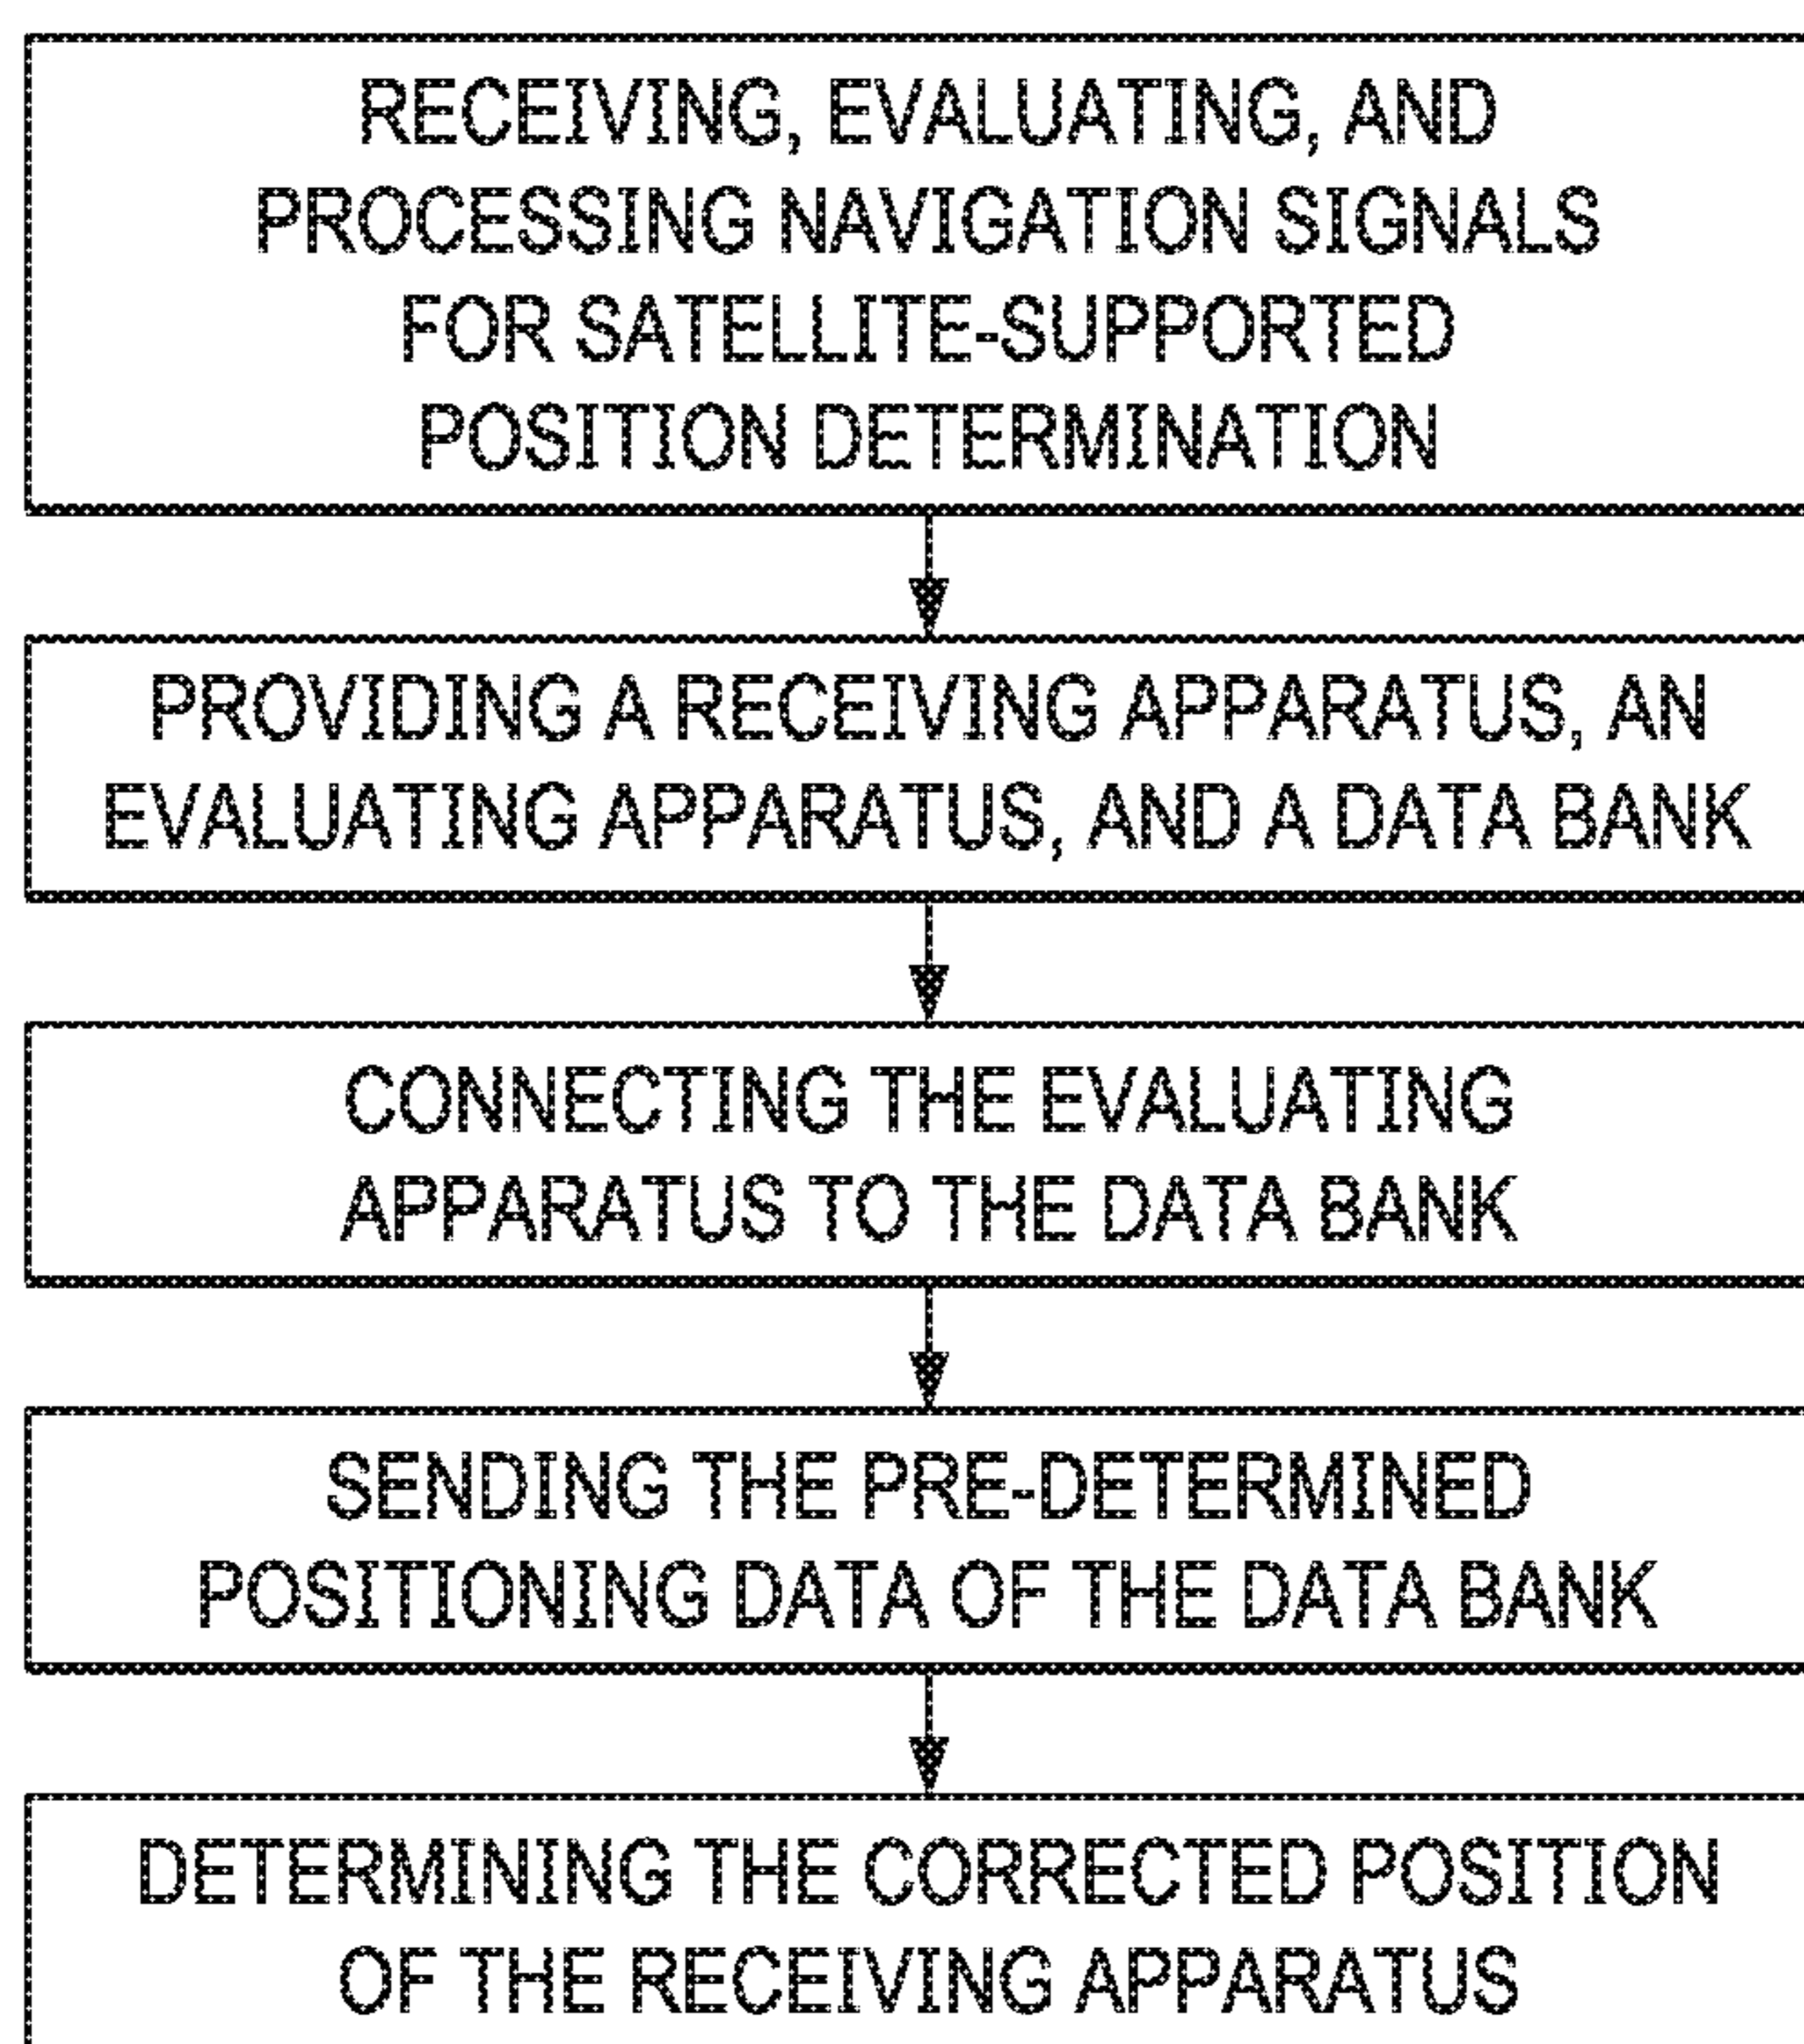 RECEIVING, EVALUATING, AND
PROCESSING NAVIGATION SIGNALS
FOR SATELLITE-SUPPORTED
POSITION DETERMINATION
PROVIDING A RECEIVING APPARATUS, AN
EVALUATING APPARATUS, AND A DATA BANK
CONNECTING THE EVALUATING
APPARATUS TO THE DATA BANK
SENDING THE PRE-DETERMINED
POSITIONING DATA OF THE DATA BANK
DETERMINING THE CORRECTED POSITION
OF THE RECEIVING APPARATUS